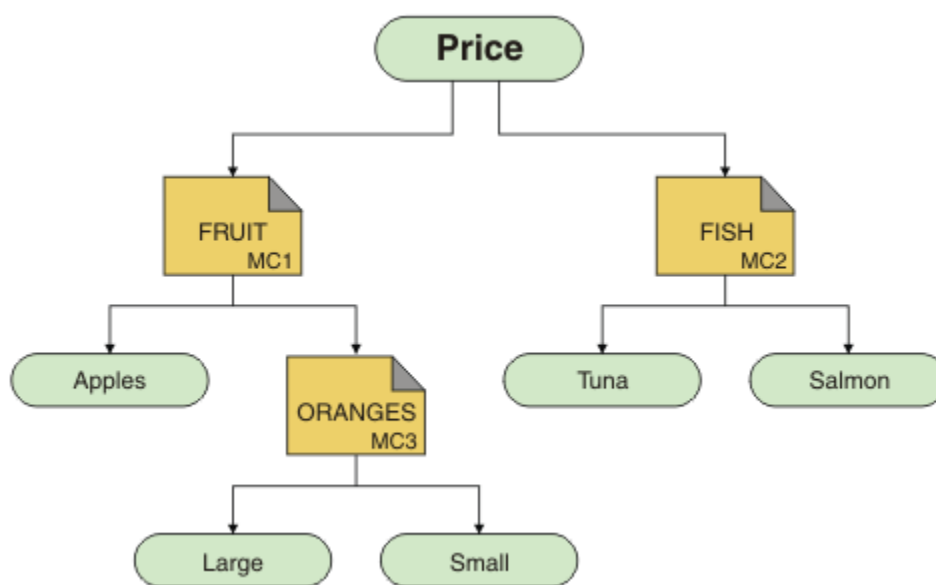 Price
FRUIT
MC1
FISH
MC2
Apples
ORANGES
MC3
Tuna
Salmon
Large
Small